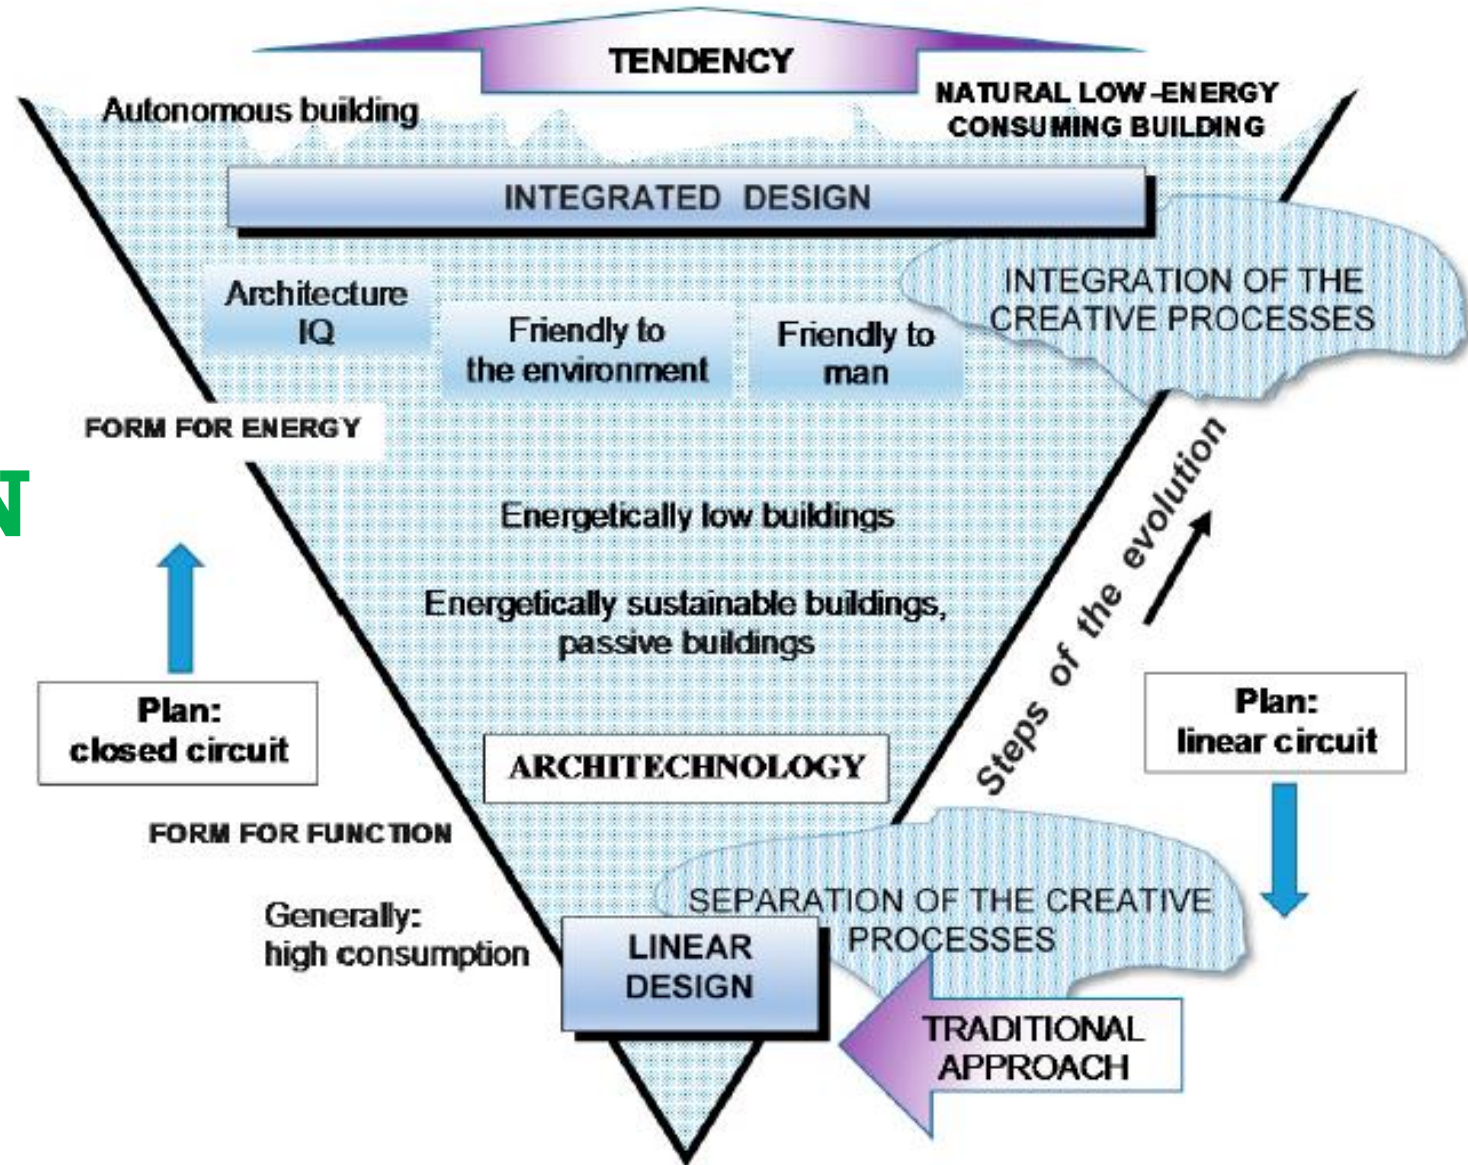 TENDENCY
Autonomous building
NATURAL LOW-ENERGY
CONSUMING BUILDING
INTEGRATED DESIGN
INTEGRATION OF THE
CREATIVE PROCESSES
Architecture
IQ
Friendly to
the environment
Friendly to
man
FORM FOR ENERGY
N
Steps of the evolution
Energetically low buildings
Energetically sustainable buildings,
passive buildings
Plan:
closed circuit
Plan:
linear circuit
ARCHITECHNOLOGY
FORM FOR FUNCTION
SEPARATION OF THE CREATIVE
PROCESSES
Generally:
high consumption
LINEAR
DESIGN
TRADITIONAL
APPROACH